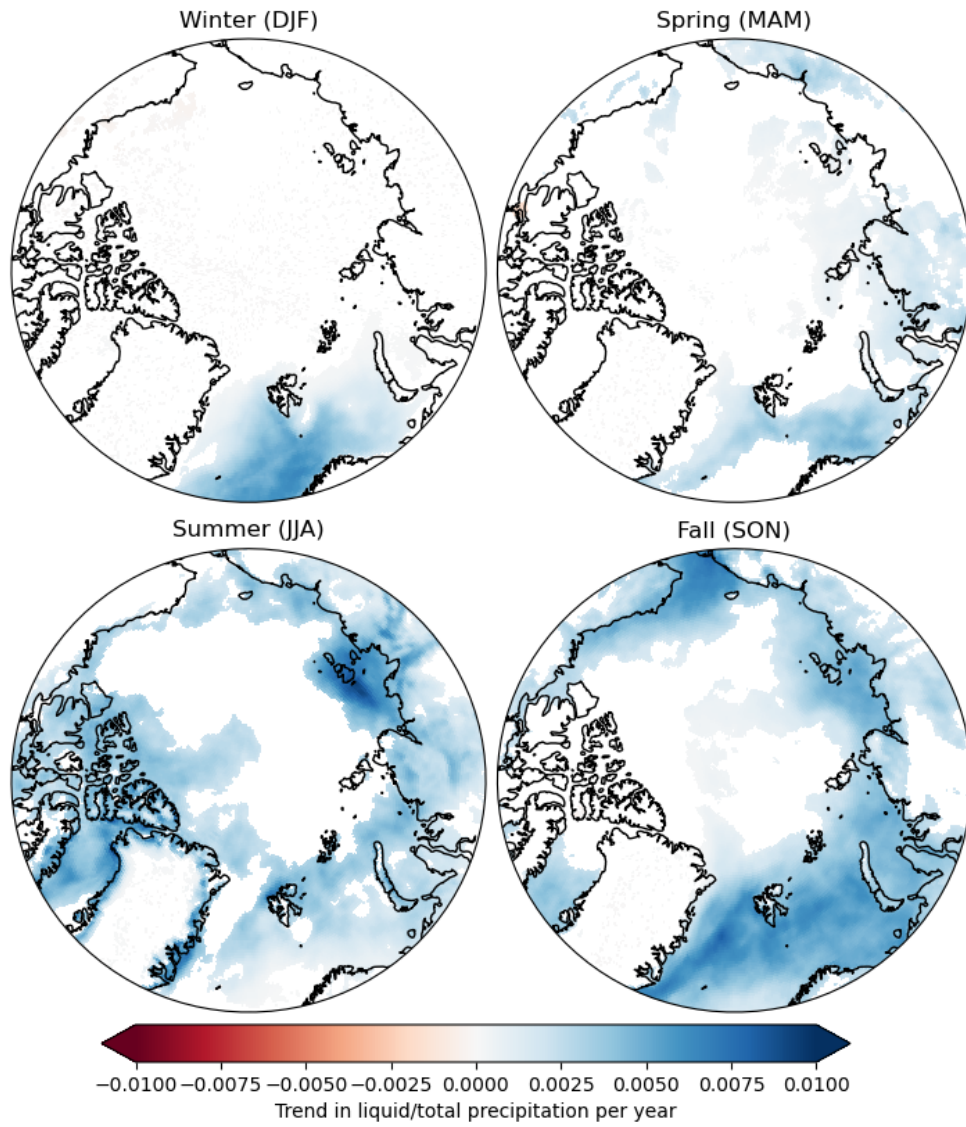 Winter (DJF)
Spring (MAM)
Summer (JJA)
Fall (SON)
−0.0100 −0.0075 −0.0050 −0.0025 0.0000 0.0025 0.0050 0.0075 0.0100
Trend in liquid/total precipitation per year